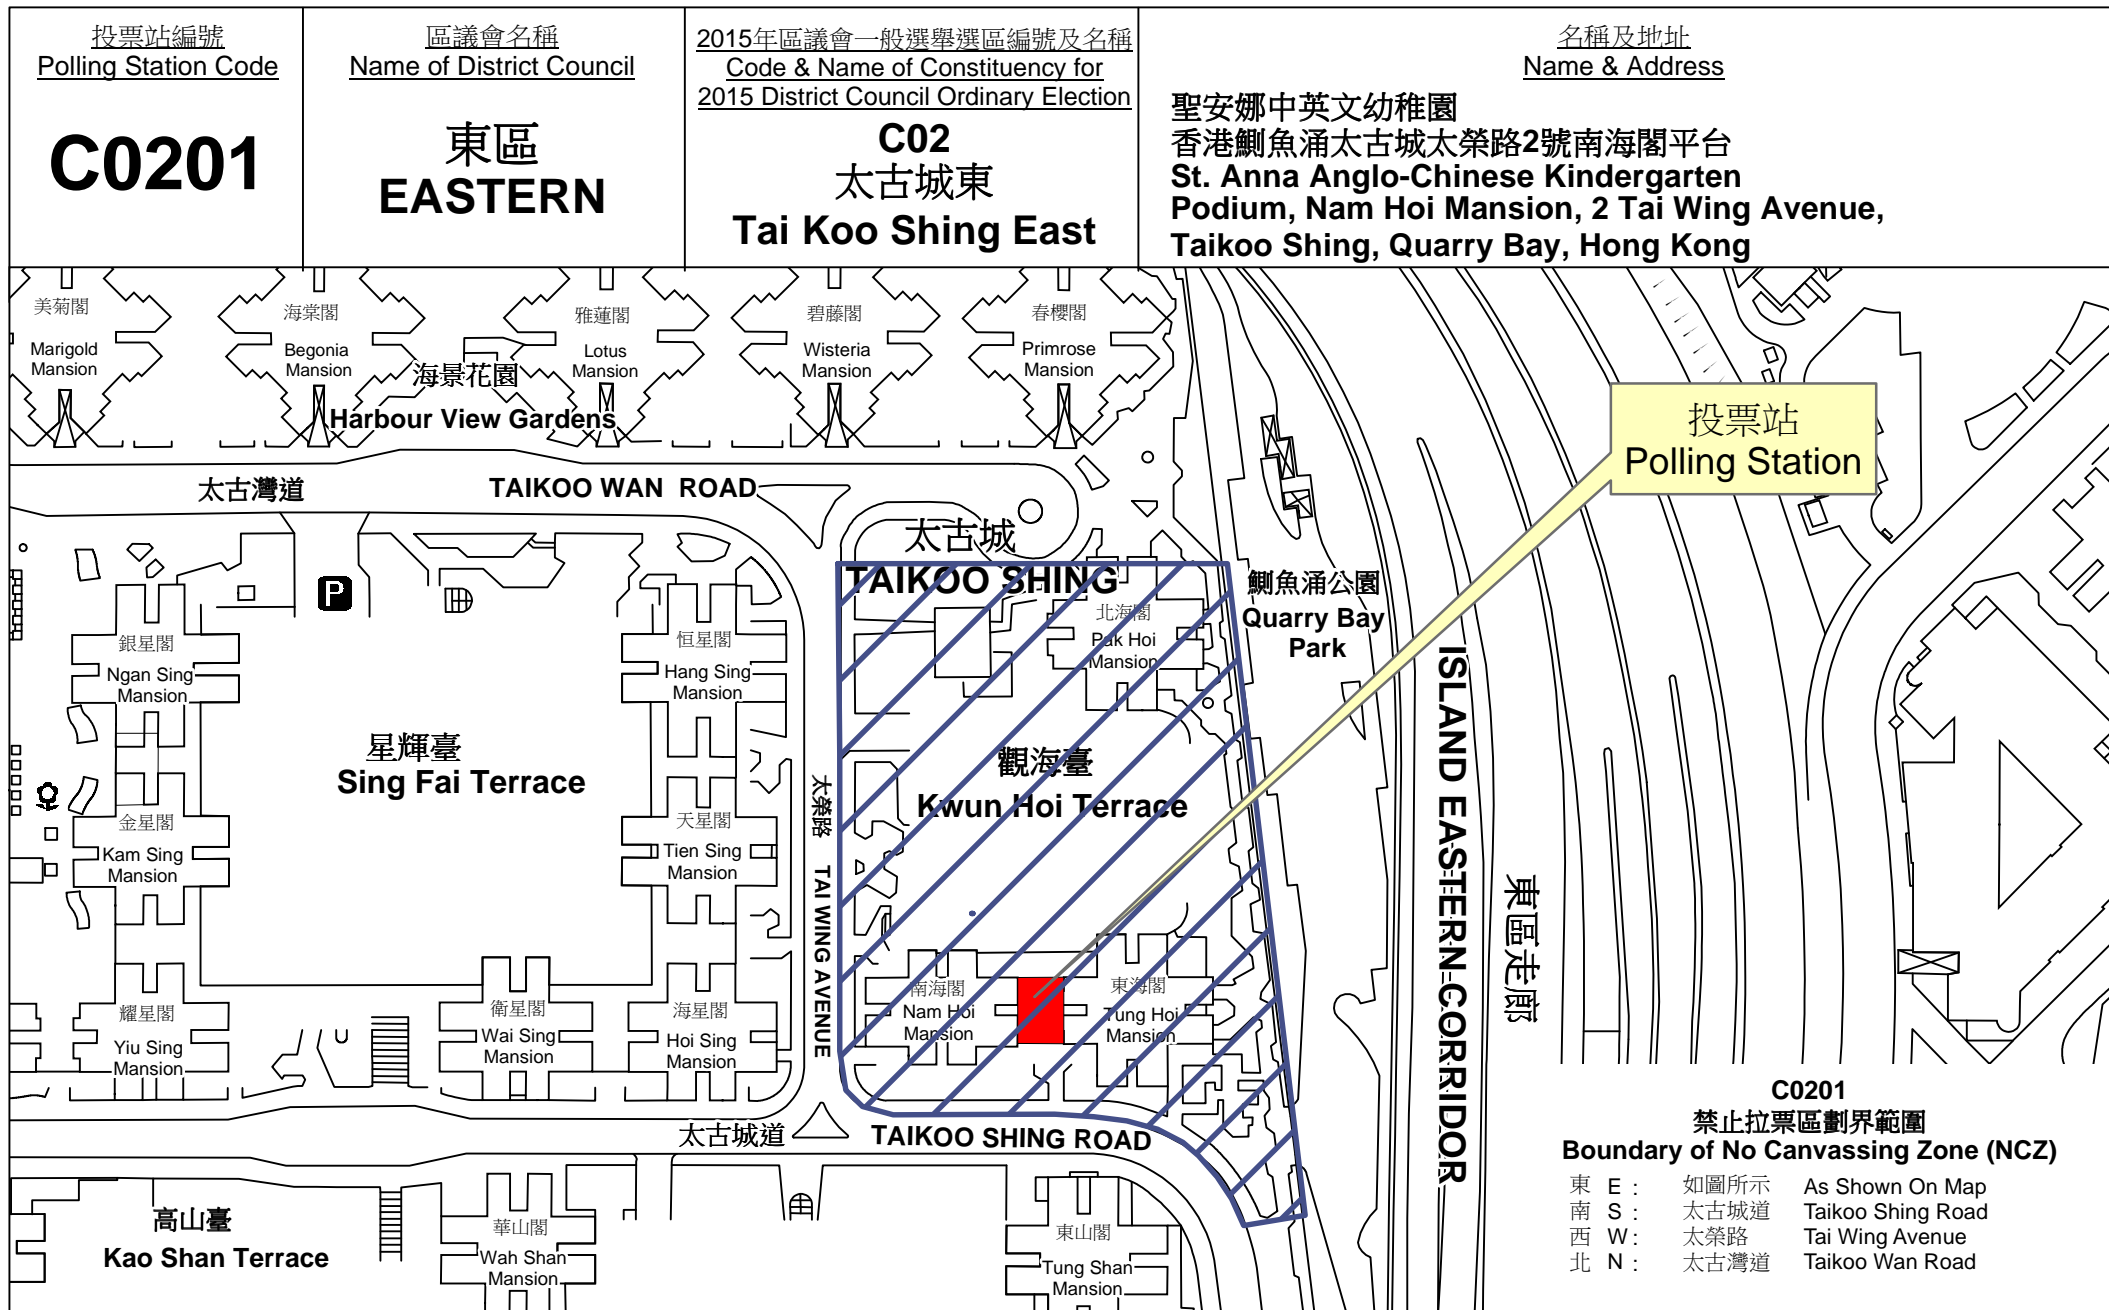 投票站編號
Polling Station Code
C0201
區議會名稱
Name of District Council
東區
EASTERN
2015年區議會一般選舉選區編號及名稱
Code & Name of Constituency for
2015 District Council Ordinary Election
C02
太古城東
Tai Koo Shing East
名稱及地址
Name & Address
聖安娜中英文幼稚園
香港鰂魚涌太古城太榮路2號南海閣平台
St. Anna Anglo-Chinese Kindergarten
Podium, Nam Hoi Mansion, 2 Tai Wing Avenue,
Taikoo Shing, Quarry Bay, Hong Kong
美菊閣
Marigold
Mansion
海棠閣
Begonia
Mansion
雅蓮閣
Lotus
Mansion
碧藤閣
Wisteria
Mansion
春櫻閣
Primrose
Mansion
海景花園
Harbour View Gardens
投票站
Polling Station
太古灣道
TAIKOO WAN ROAD
太古城
TAIKOO SHING
鰂魚涌公園
Quarry Bay
Park
P
銀星閣
Ngan Sing
Mansion
恒星閣
Hang Sing
Mansion
北海閣
Pak Hoi
Mansion
星輝臺
Sing Fai Terrace
觀海臺
Kwun Hoi Terrace
金星閣
Kam Sing
Mansion
天星閣
Tien Sing
Mansion
太榮路
TAI WING AVENUE
ISLAND EASTERN CORRIDOR
東區走廊
耀星閣
Yiu Sing
Mansion
衛星閣
Wai Sing
Mansion
海星閣
Hoi Sing
Mansion
南海閣
Nam Hoi
Mansion
東海閣
Tung Hoi
Mansion
太古城道
TAIKOO SHING ROAD
高山臺
Kao Shan Terrace
華山閣
Wah Shan
Mansion
東山閣
Tung Shan
Mansion
C0201
禁止拉票區劃界範圍
Boundary of No Canvassing Zone (NCZ)
東 E : 如圖所示 As Shown On Map
南 S : 太古城道 Taikoo Shing Road
西 W : 太榮路 Tai Wing Avenue
北 N : 太古灣道 Taikoo Wan Road